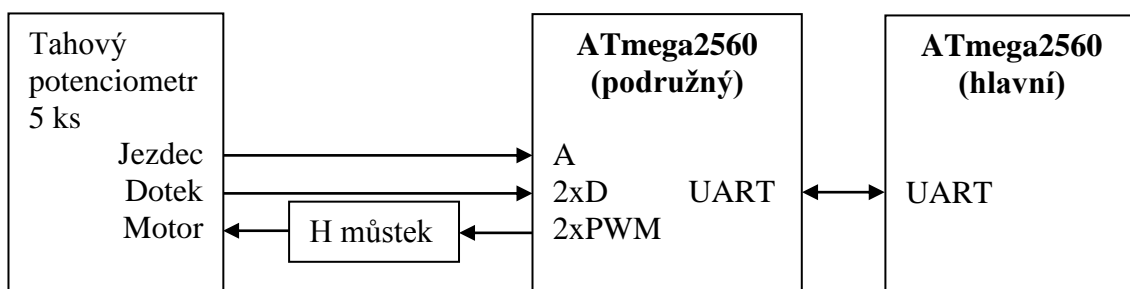 Tahový
potenciometr
5 ks
Jezdec
Dotek
Motor
H můstek
ATmega2560
(podružný)
A
2xD UART
2xPWM
ATmega2560
(hlavní)
UART